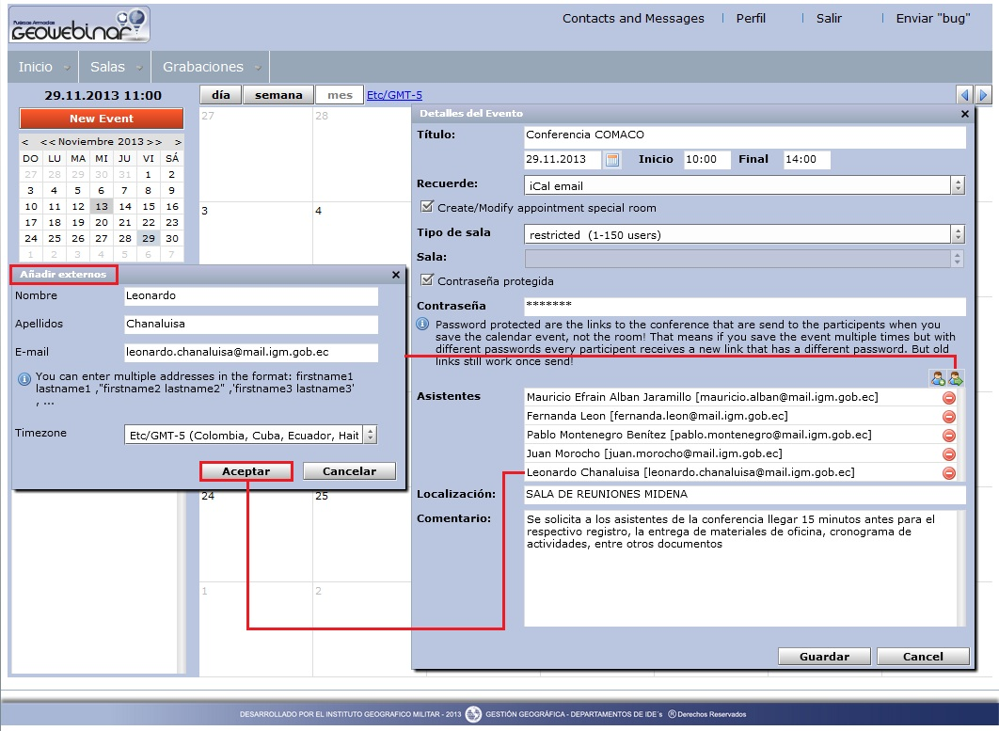 Fuerzas Armadas
GEOWebinar
Contacts and Messages | Perfil | Salir | Enviar "bug"
Inicio Salas Grabaciones
29.11.2013 11:00
día semana mes Etc/GMT-5
New Event
< << Noviembre 2013 >> >
DO LU MA MI JU VI SÁ
27 28 29 30 31 1 2
3 4 5 6 7 8 9
10 11 12 13 14 15 16
17 18 19 20 21 22 23
24 25 26 27 28 29 30
1 2 3 4 5 6 7
27 28
3 4
24 25
1 2
Añadir externos
Nombre Leonardo
Apellidos Chanaluisa
E-mail leonardo.chanaluisa@mail.igm.gob.ec
You can enter multiple addresses in the format: firstname1
lastname1 ,"firstname2 lastname2" ,'firstname3 lastname3'
, ...
Timezone Etc/GMT-5 (Colombia, Cuba, Ecuador, Hait
Aceptar Cancelar
Detalles del Evento
Título: Conferencia COMACO
29.11.2013 Inicio 10:00 Final 14:00
Recuerde: iCal email
Create/Modify appointment special room
Tipo de sala restricted (1-150 users)
Sala:
Contraseña protegida
Contraseña *******
Password protected are the links to the conference that are send to the participants when you
save the calendar event, not the room! That means if you save the event multiple times but with
different passwords every participant receives a new link that has a different password. But old
links still work once send!
Asistentes Mauricio Efrain Alban Jaramillo [mauricio.alban@mail.igm.gob.ec]
Fernanda Leon [fernanda.leon@mail.igm.gob.ec]
Pablo Montenegro Benítez [pablo.montenegro@mail.igm.gob.ec]
Juan Morocho [juan.morocho@mail.igm.gob.ec]
Leonardo Chanaluisa [leonardo.chanaluisa@mail.igm.gob.ec]
Localización: SALA DE REUNIONES MIDENA
Comentario: Se solicita a los asistentes de la conferencia llegar 15 minutos antes para el
respectivo registro, la entrega de materiales de oficina, cronograma de
actividades, entre otros documentos
Guardar Cancel
DESARROLLADO POR EL INSTITUTO GEOGRAFICO MILITAR - 2013 GESTIÓN GEOGRÁFICA - DEPARTAMENTOS DE IDE´s ® Derechos Reservados